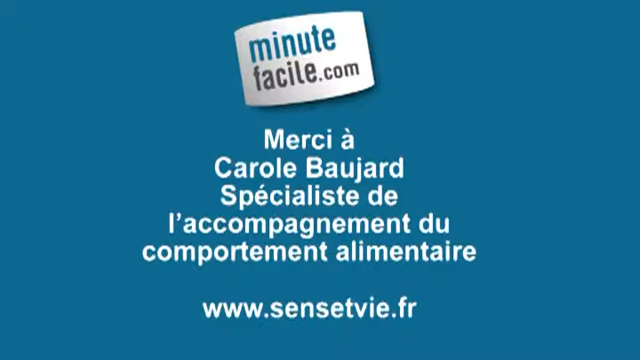 minute
facile.com
Merci à
Carole Baujard
Spécialiste de
l’accompagnement du
comportement alimentaire
www.sensetvie.fr